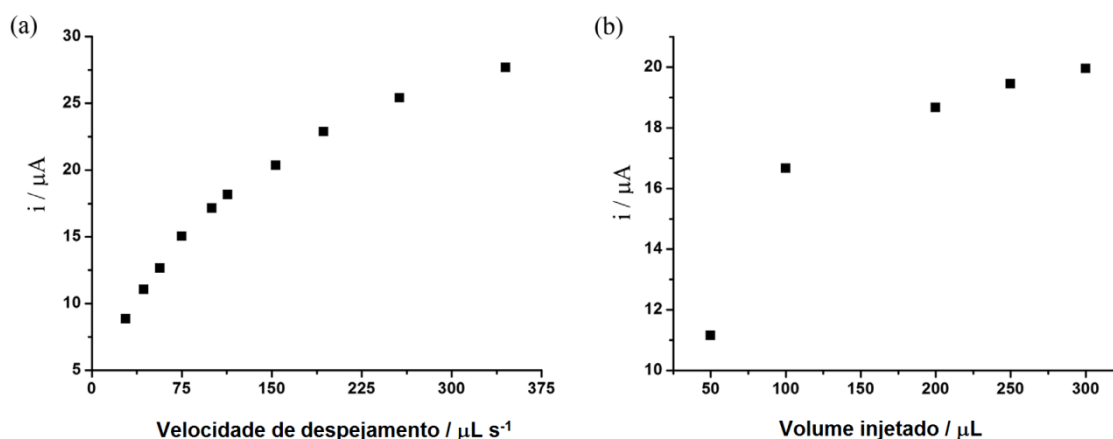 (a)
30
25
20
15
10
5
i / μA
0 75 150 225 300 375
Velocidade de despejamento / μL s⁻¹
(b)
20
18
16
14
12
10
i / μA
50 100 150 200 250 300
Volume injetado / μL